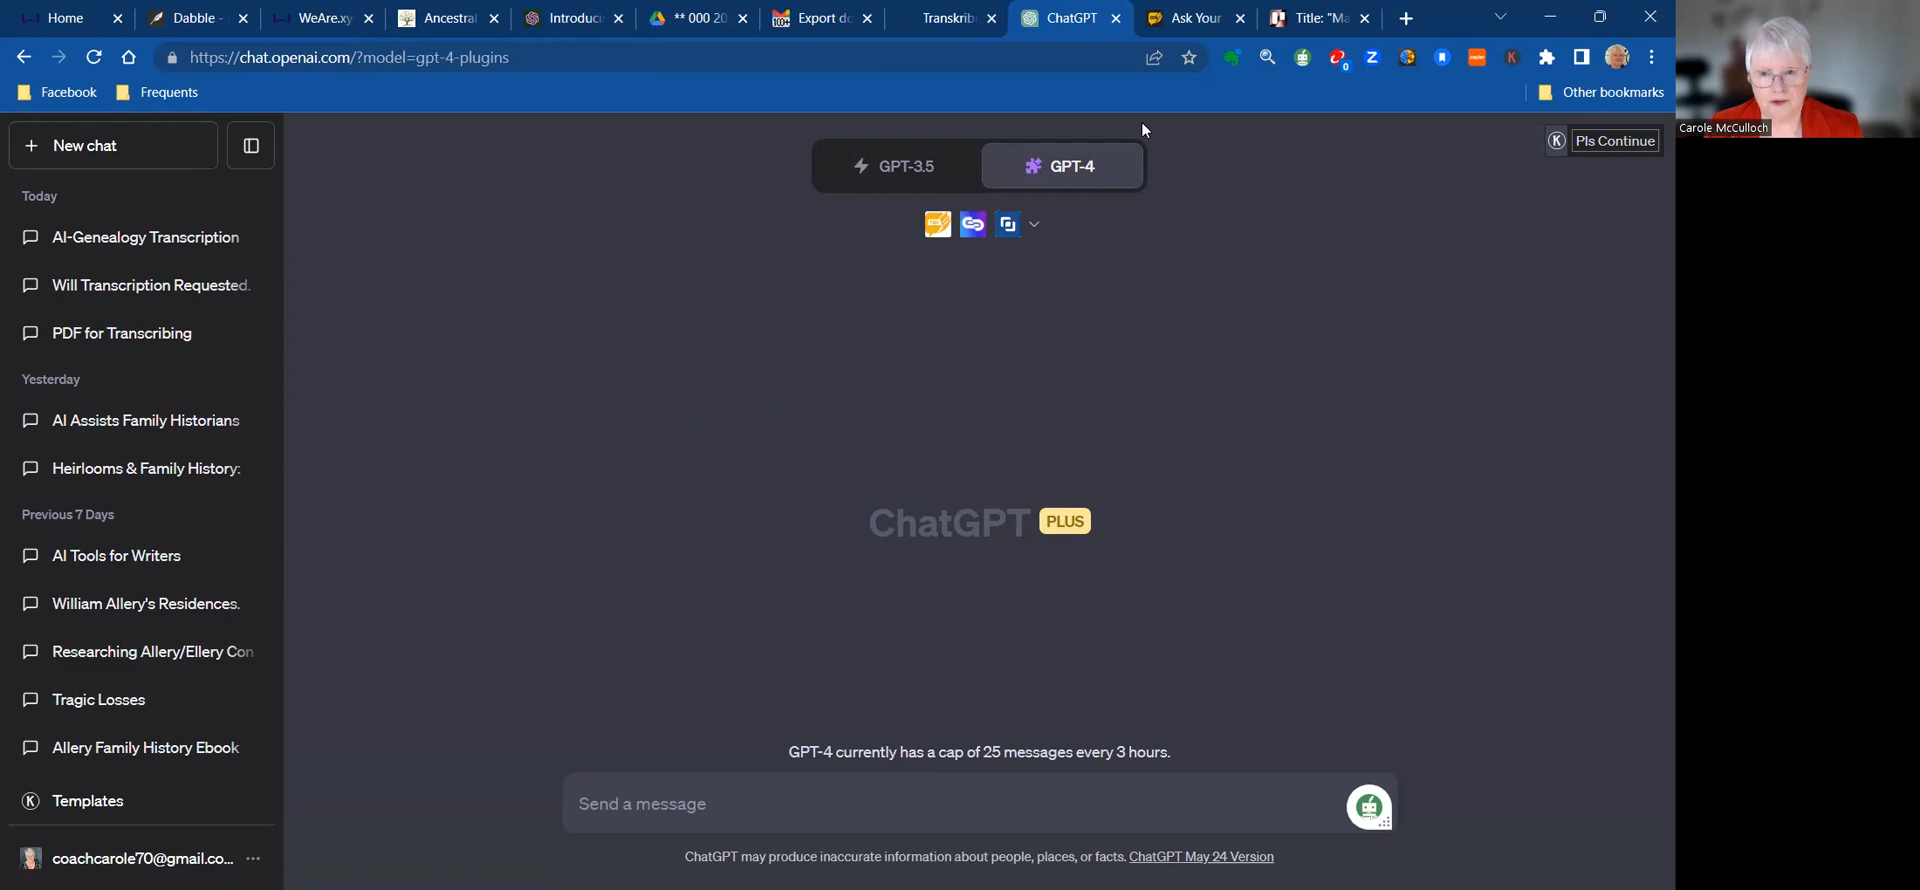 Home
Dabble -
WeAre.xy
Ancestral
Introducin
** 000 20
Export do
Transkrib
ChatGPT
Ask Your
Title: "Ma
https://chat.openai.com/?model=gpt-4-plugins
Facebook
Frequents
Other bookmarks
Carole McCulloch
New chat
GPT-3.5
GPT-4
Pls Continue
Today
AI-Genealogy Transcription
Will Transcription Requested.
PDF for Transcribing
Yesterday
AI Assists Family Historians
Heirlooms & Family History:
Previous 7 Days
AI Tools for Writers
William Allery's Residences.
Researching Allery/Ellery Con
Tragic Losses
Allery Family History Ebook
Templates
coachcarole70@gmail.co...
ChatGPT PLUS
GPT-4 currently has a cap of 25 messages every 3 hours.
Send a message
ChatGPT may produce inaccurate information about people, places, or facts. ChatGPT May 24 Version